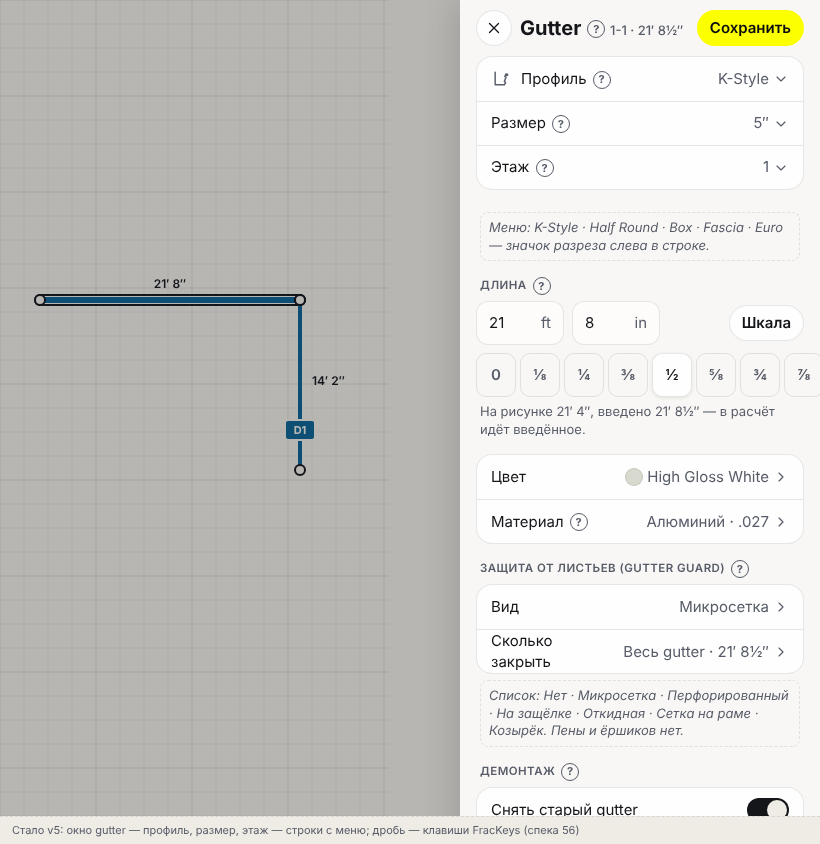 Gutter ? 1-1 · 21′ 8½″ Сохранить
Профиль ? K-Style
Размер ? 5″
Этаж ? 1
Меню: K-Style · Half Round · Box · Fascia · Euro
— значок разреза слева в строке.
21′ 8″
ДЛИНА ?
21 ft 8 in Шкала
0 ⅛ ¼ ⅜ ½ ⅝ ¾ ⅞
14′ 2″
На рисунке 21′ 4″, введено 21′ 8½″ — в расчёт
идёт введённое.
D1
Цвет High Gloss White
Материал ? Алюминий · .027
ЗАЩИТА ОТ ЛИСТЬЕВ (GUTTER GUARD) ?
Вид Микросетка
Сколько
закрыть Весь gutter · 21′ 8½″
Список: Нет · Микросетка · Перфорированный
· На защёлке · Откидная · Сетка на раме ·
Козырёк. Пены и ёршиков нет.
ДЕМОНТАЖ ?
Снять старый gutter
Стало v5: окно gutter — профиль, размер, этаж — строки с меню; дробь — клавиши FracKeys (спека 56)